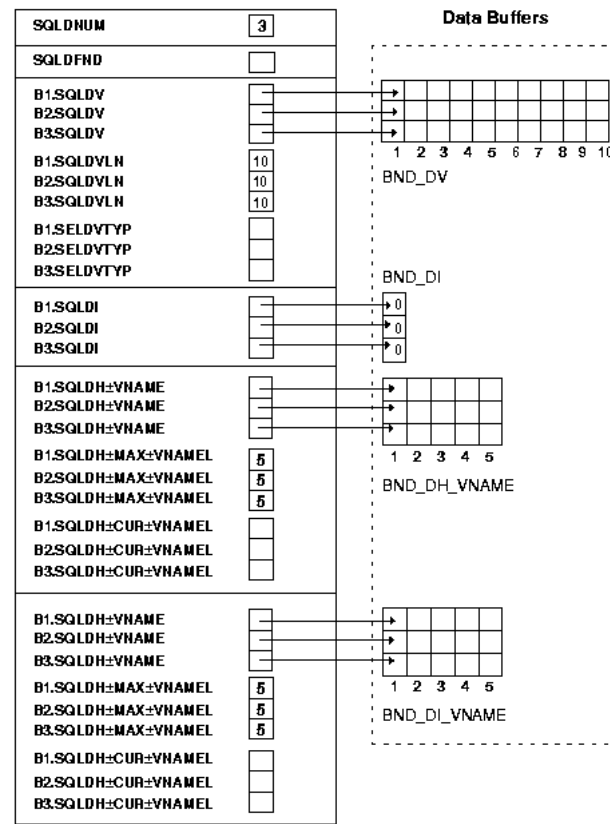 Data Buffers
SQLDNUM 3
SQLDFND
B1.SQLDV
B2.SQLDV
B3.SQLDV
1 2 3 4 5 6 7 8 9 10
BND_DV
B1.SQLDVLN 10
B2.SQLDVLN 10
B3.SQLDVLN 10
B1.SELDVTYP
B2.SELDVTYP
B3.SELDVTYP
BND_DI
B1.SQLDI 0
B2.SQLDI 0
B3.SQLDI 0
B1.SQLDH±VNAME
B2.SQLDH±VNAME
B3.SQLDH±VNAME
1 2 3 4 5
BND_DH_VNAME
B1.SQLDH±MAX±VNAMEL 5
B2.SQLDH±MAX±VNAMEL 5
B3.SQLDH±MAX±VNAMEL 5
B1.SQLDH±CUR±VNAMEL
B2.SQLDH±CUR±VNAMEL
B3.SQLDH±CUR±VNAMEL
B1.SQLDH±VNAME
B2.SQLDH±VNAME
B3.SQLDH±VNAME
1 2 3 4 5
BND_DI_VNAME
B1.SQLDH±MAX±VNAMEL 5
B2.SQLDH±MAX±VNAMEL 5
B3.SQLDH±MAX±VNAMEL 5
B1.SQLDH±CUR±VNAMEL
B2.SQLDH±CUR±VNAMEL
B3.SQLDH±CUR±VNAMEL